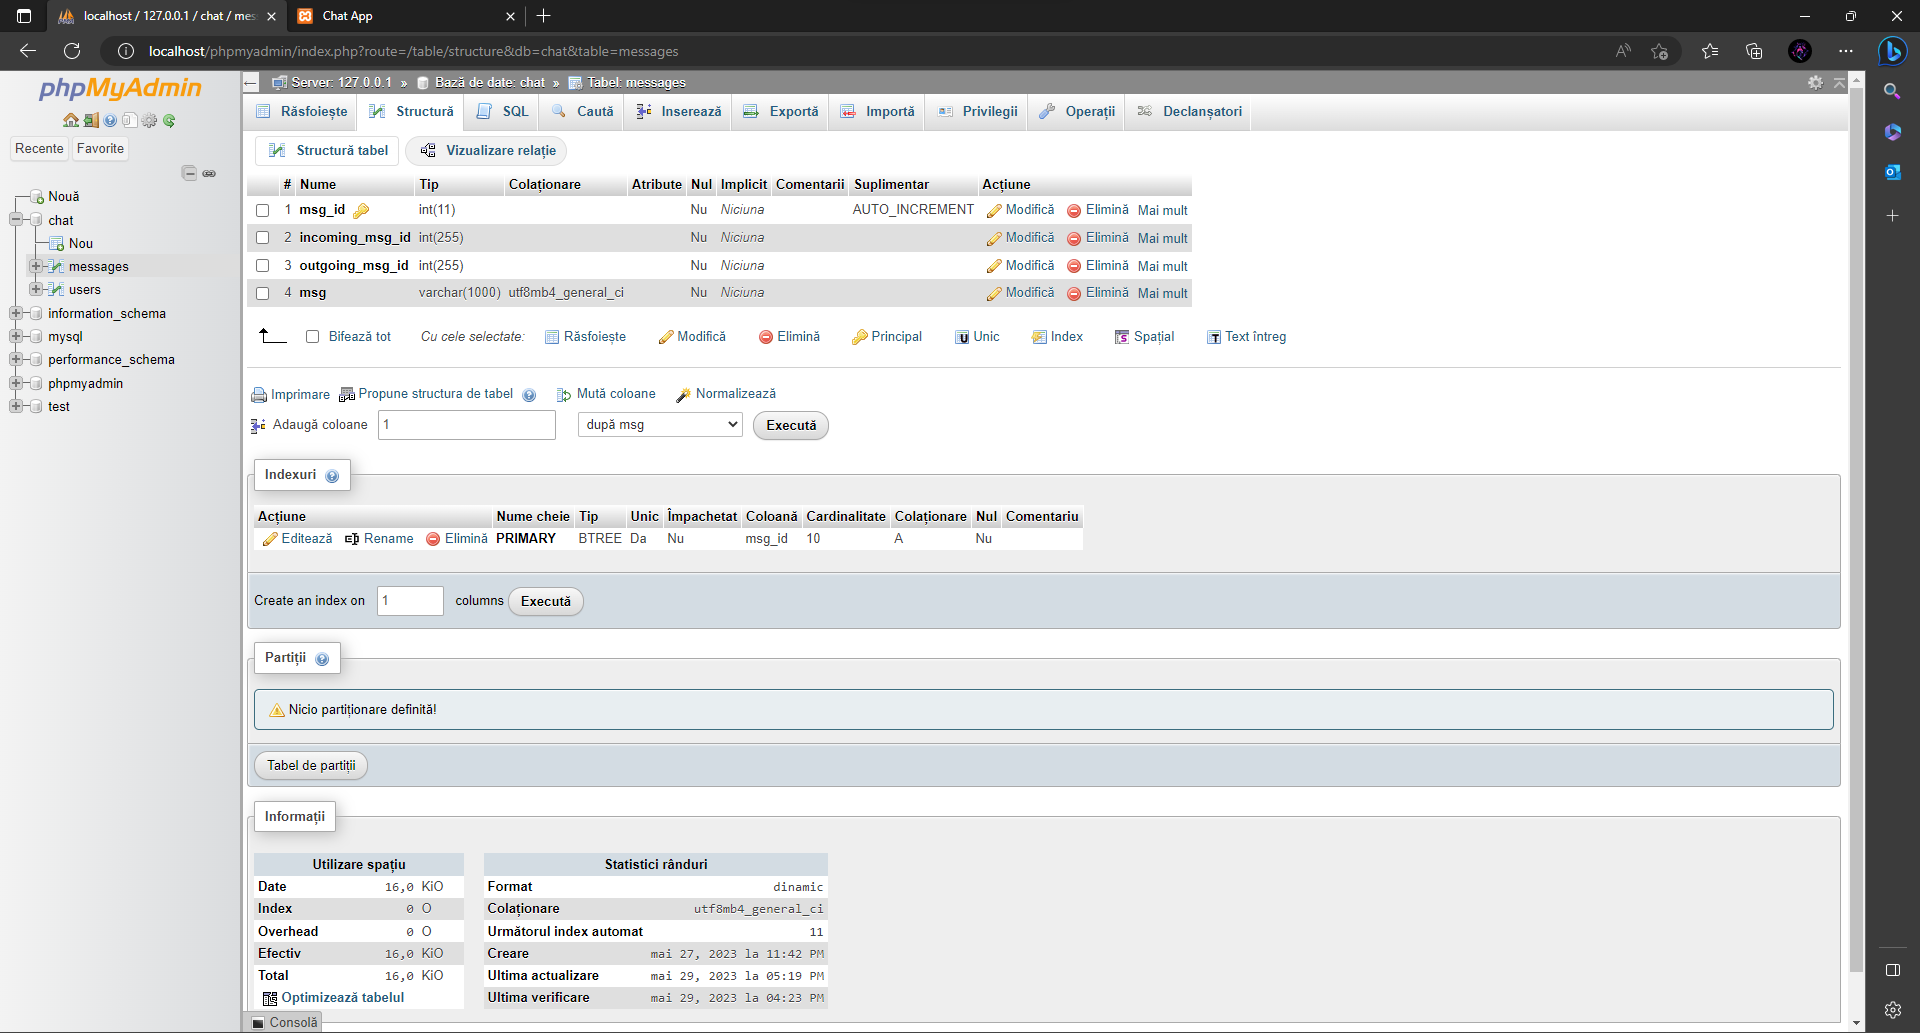 localhost / 127.0.0.1 / chat / mes
Chat App
localhost/phpmyadmin/index.php?route=/table/structure&db=chat&table=messages
phpMyAdmin
Recente Favorite
Nouă
chat
Nou
messages
users
information_schema
mysql
performance_schema
phpmyadmin
test
Server: 127.0.0.1 » Bază de date: chat » Tabel: messages
Răsfoiește Structură SQL Caută Inserează Exportă Importă Privilegii Operații Declanșatori
Structură tabel Vizualizare relație
# Nume Tip Colaționare Atribute Nul Implicit Comentarii Suplimentar Acțiune
1 msg_id int(11) Nu Niciuna AUTO_INCREMENT Modifică Elimină Mai mult
2 incoming_msg_id int(255) Nu Niciuna Modifică Elimină Mai mult
3 outgoing_msg_id int(255) Nu Niciuna Modifică Elimină Mai mult
4 msg varchar(1000) utf8mb4_general_ci Nu Niciuna Modifică Elimină Mai mult
Bifează tot Cu cele selectate: Răsfoiește Modifică Elimină Principal Unic Index Spațial Text întreg
Imprimare Propune structura de tabel Mută coloane Normalizează
Adaugă coloane 1 după msg Execută
Indexuri
Acțiune Nume cheie Tip Unic Împachetat Coloană Cardinalitate Colaționare Nul Comentariu
Editează Rename Elimină PRIMARY BTREE Da Nu msg_id 10 A Nu
Create an index on 1 columns Execută
Partiții
Nicio partiționare definită!
Tabel de partiții
Informații
Utilizare spațiu
Date 16,0 KiO
Index 0 O
Overhead 0 O
Efectiv 16,0 KiO
Total 16,0 KiO
Optimizează tabelul
Statistici rânduri
Format dinamic
Colaționare utf8mb4_general_ci
Următorul index automat 11
Creare mai 27, 2023 la 11:42 PM
Ultima actualizare mai 29, 2023 la 05:19 PM
Ultima verificare mai 29, 2023 la 04:23 PM
Consolă